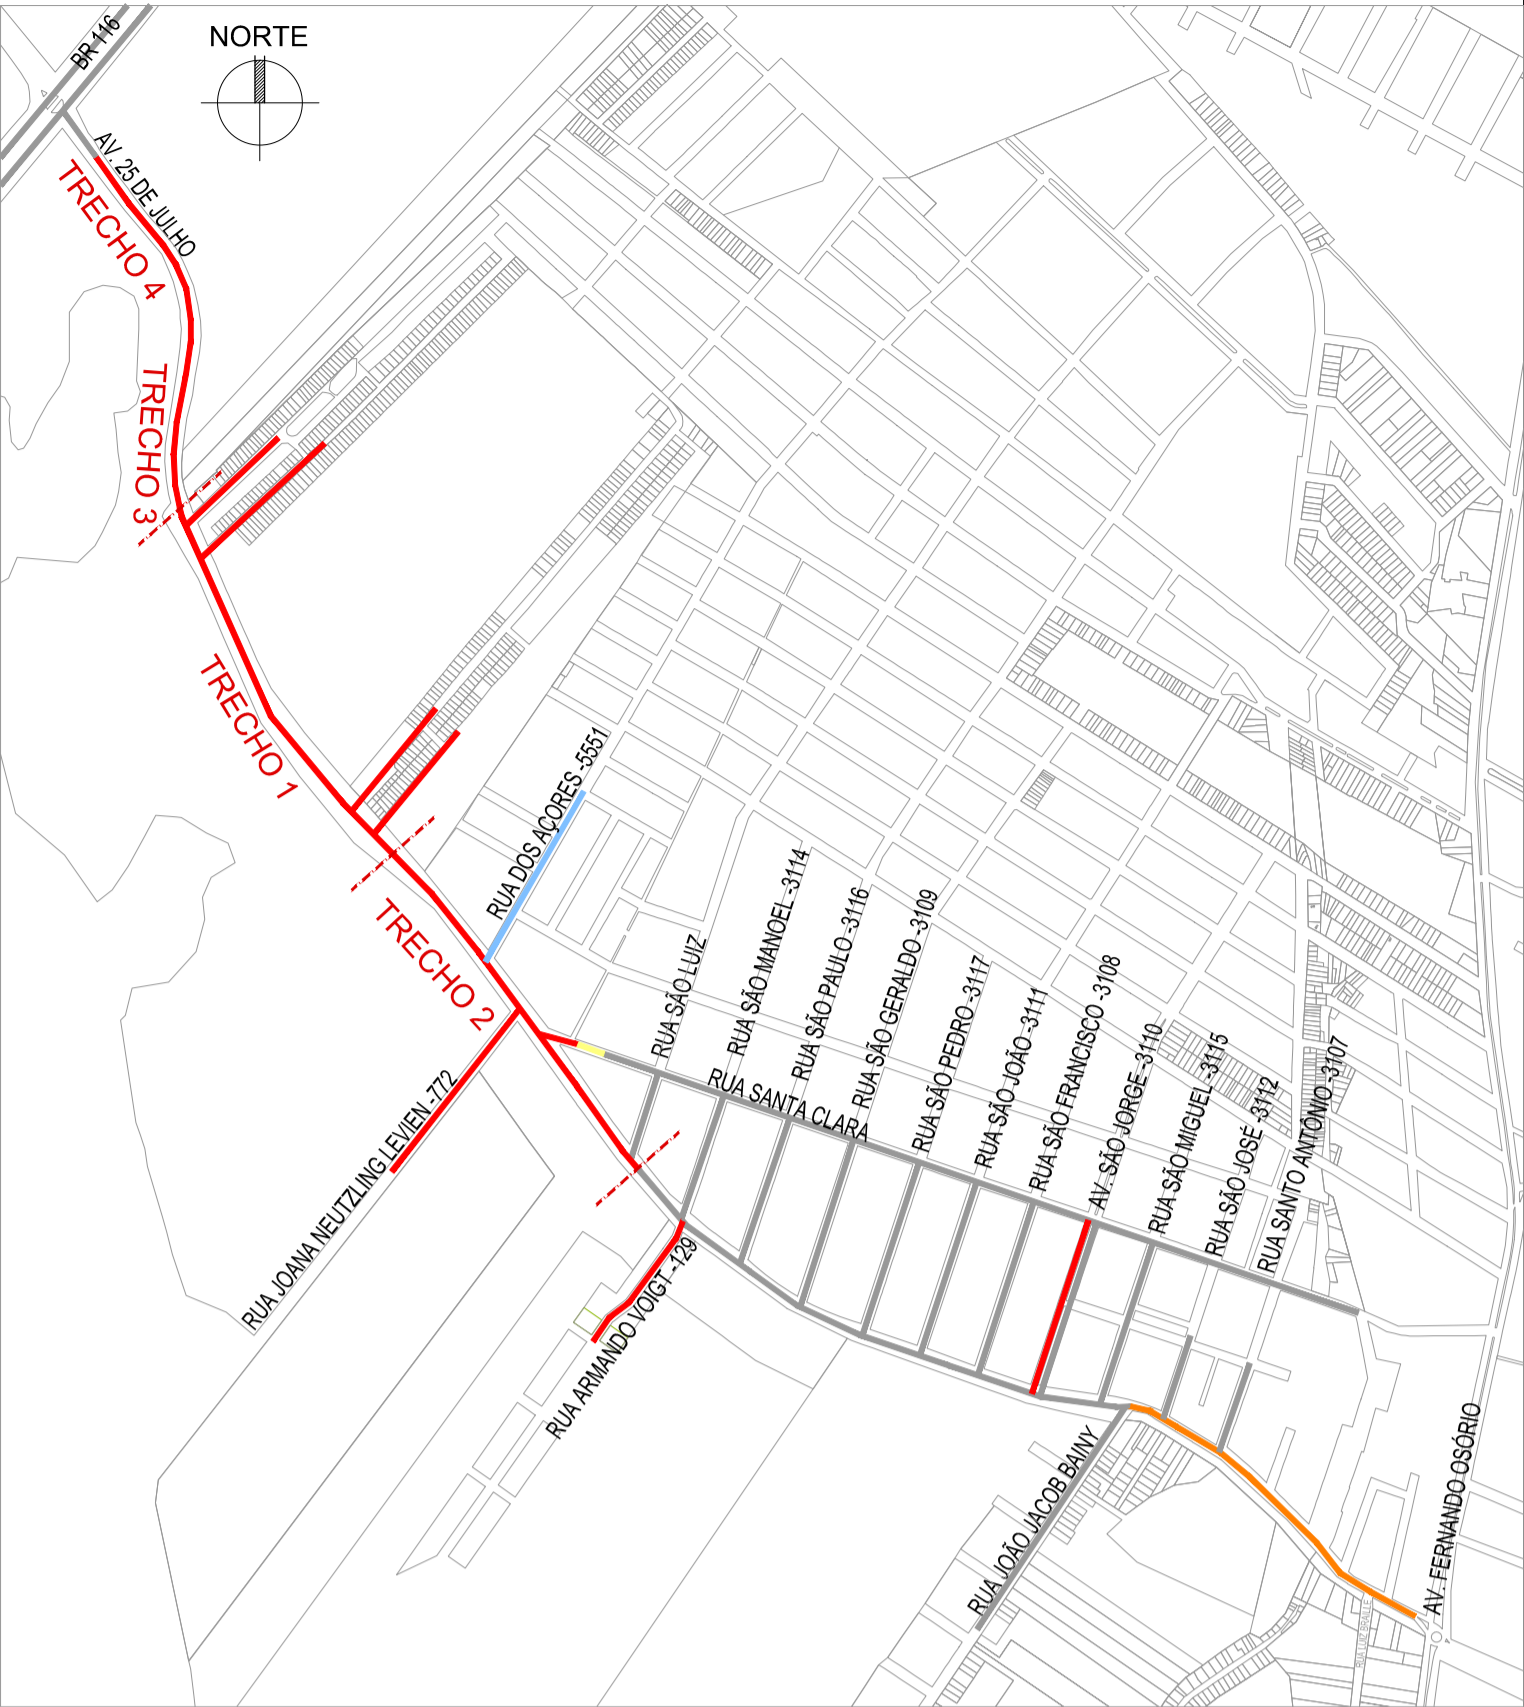 BR 116
NORTE
AV. 25 DE JULHO
TRECHO 4
TRECHO 3
TRECHO 1
TRECHO 2
RUA DOS AÇORES -5551
RUA SÃO LUIZ
RUA SÃO MANOEL -3114
RUA SÃO PAULO -3116
RUA SÃO GERALDO -3109
RUA SÃO PEDRO -3117
RUA SÃO JOÃO -3111
RUA SÃO FRANCISCO -3108
AV. SÃO JORGE -3110
RUA SÃO MIGUEL -3115
RUA SÃO JOSÉ -3112
RUA SANTO ANTÔNIO -3107
RUA SANTA CLARA
RUA JOANA NEUTZLING LEVIEN -772
RUA ARMANDO VOIGT -129
RUA JOÃO JACOB BAINY
AV. FERNANDO OSÓRIO
RUA LUIZ BRAILLE